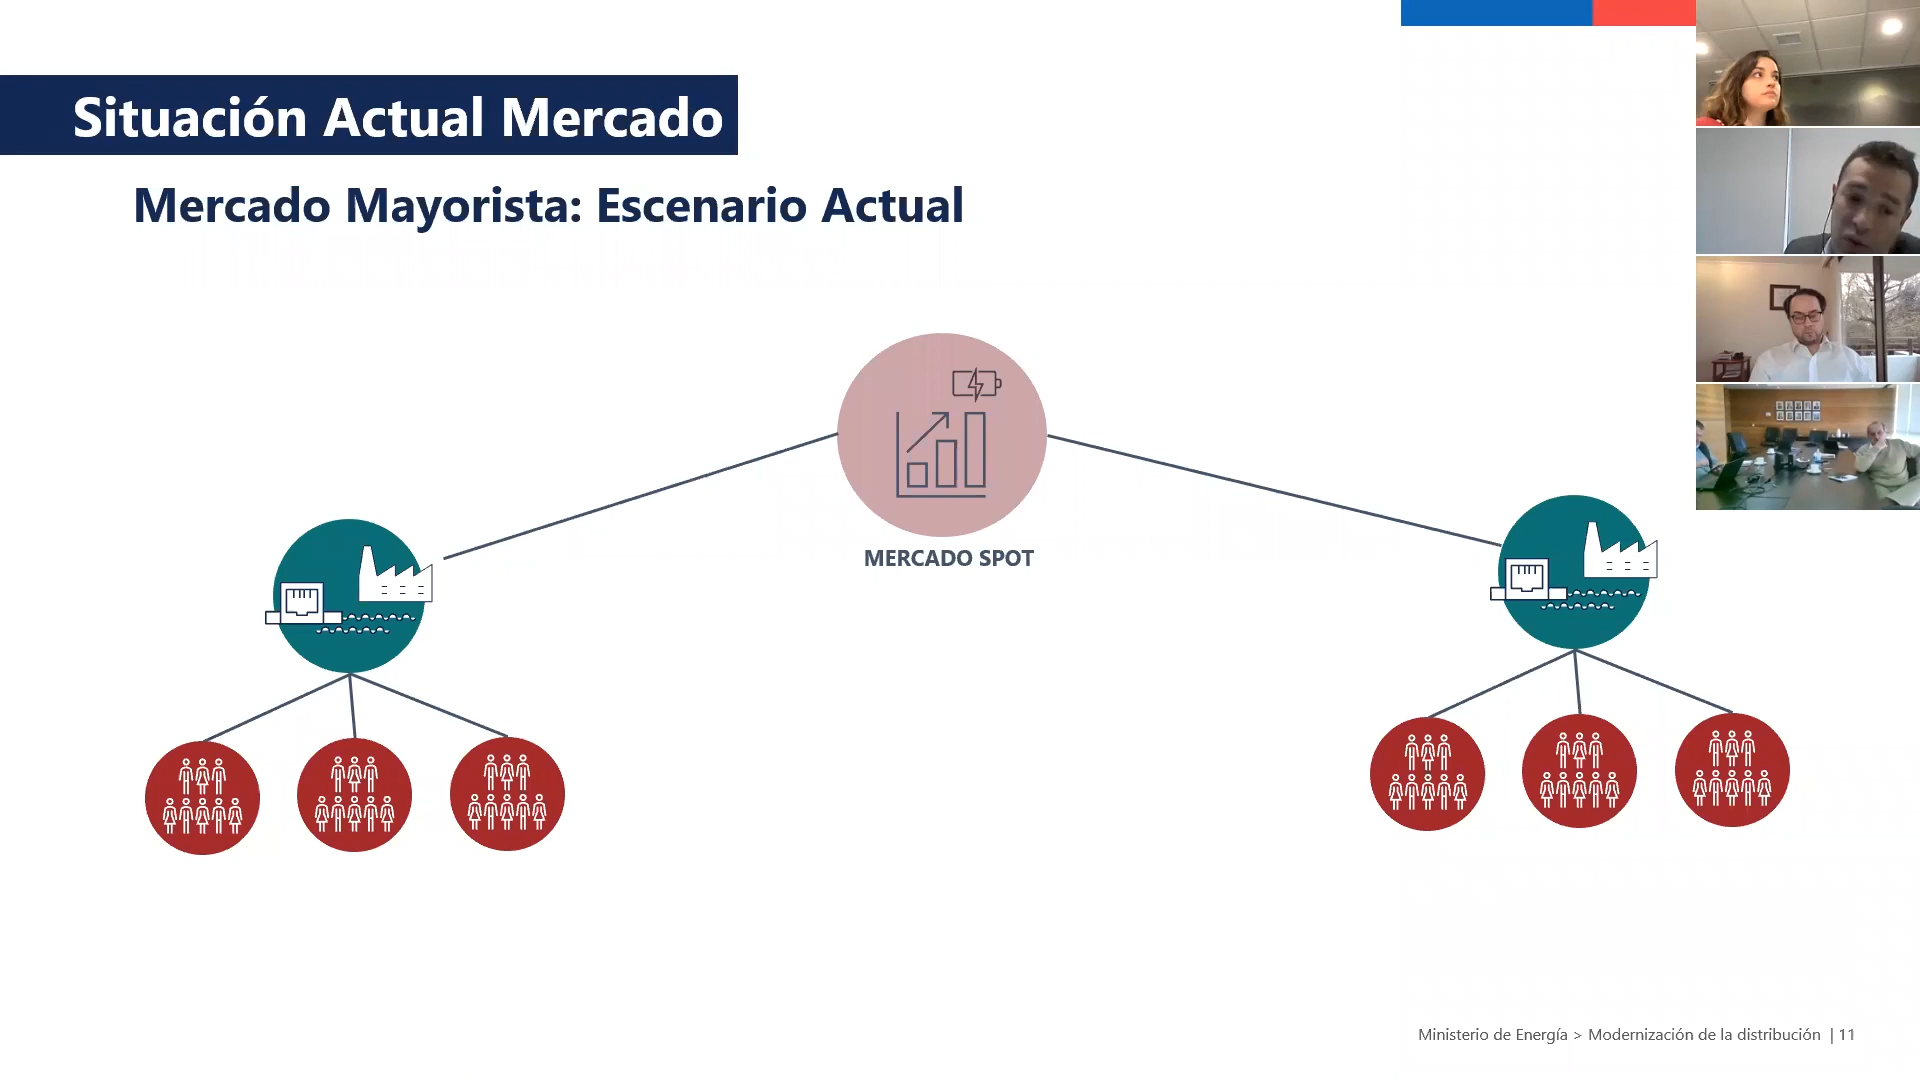 Situación Actual Mercado
Mercado Mayorista: Escenario Actual
MERCADO SPOT
Ministerio de Energía > Modernización de la distribución | 11